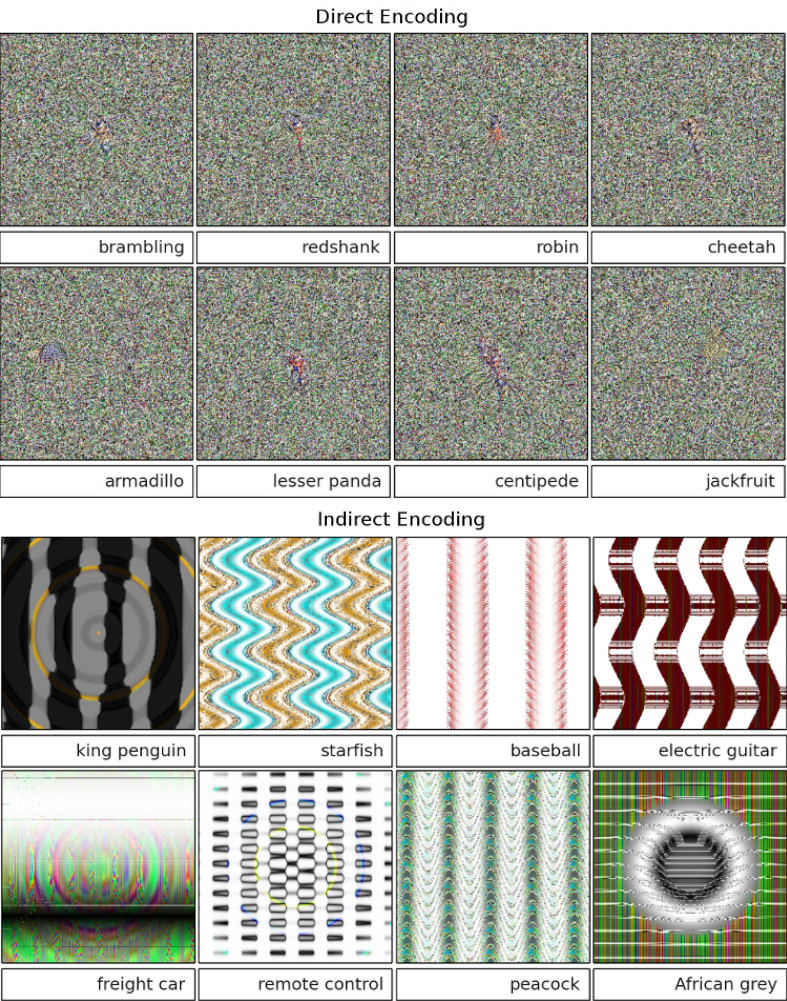 Direct Encoding
brambling
redshank
robin
cheetah
armadillo
lesser panda
centipede
jackfruit
Indirect Encoding
king penguin
starfish
baseball
electric guitar
freight car
remote control
peacock
African grey